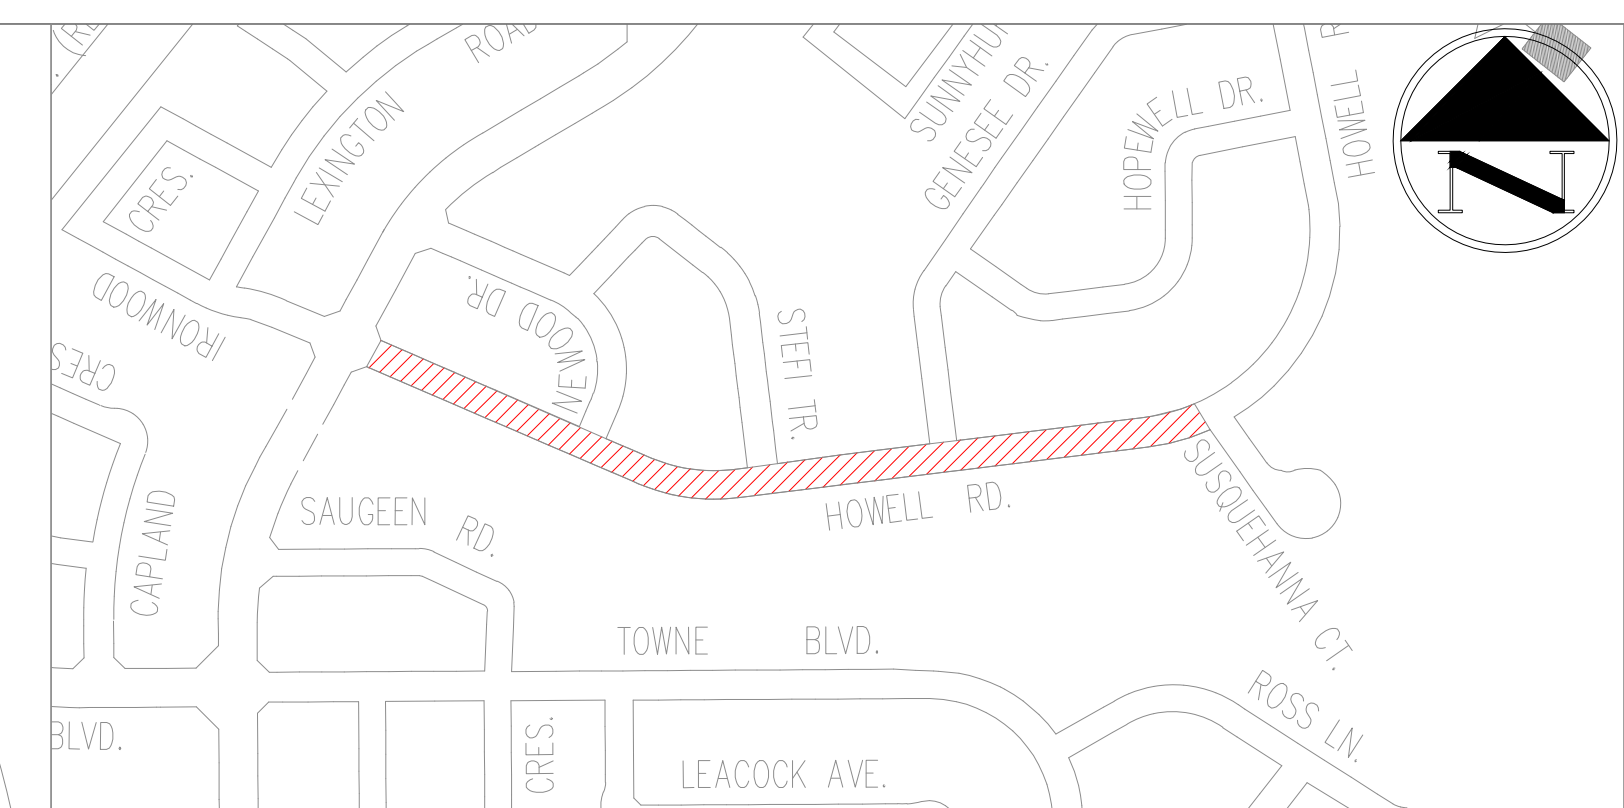 ROAD
LEXINGTON
CRES.
IRONWOOD
CRES
SUNNYHU
GENESEE DR.
HOPEWELL DR.
HOWELL R
N
NEWOOD DR.
STEFI TR.
CAPLAND
SAUGEEN RD.
HOWELL RD.
SUSQUEHANNA CT.
TOWNE BLVD.
ROSS LN.
BLVD.
CRES.
LEACOCK AVE.